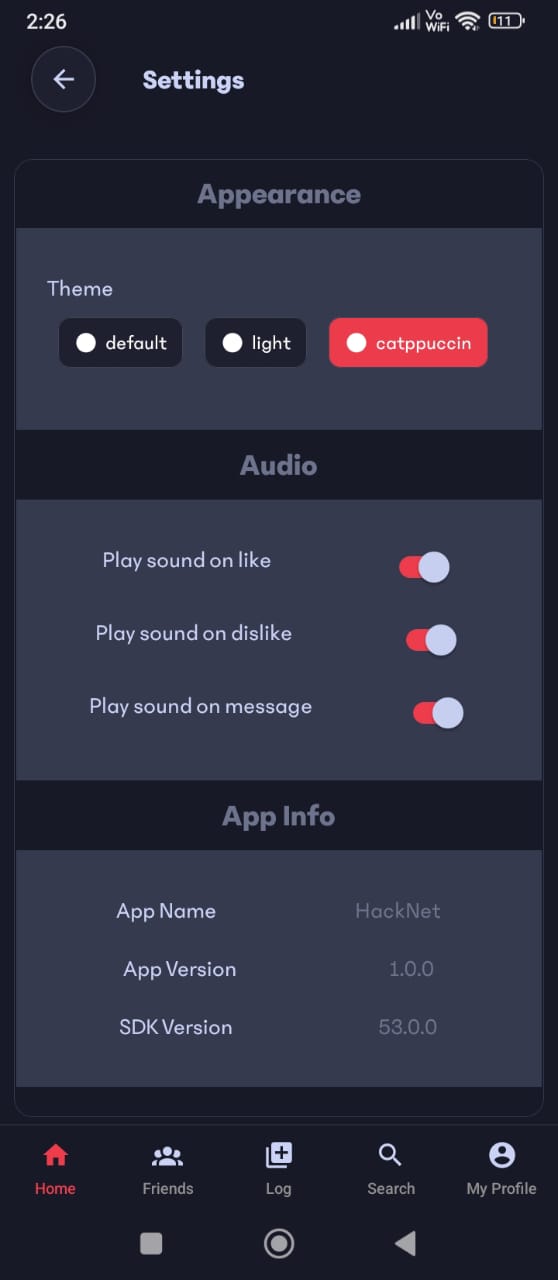 2:26 Vo WiFi 11
Settings
Appearance
Theme
default light catppuccin
Audio
Play sound on like
Play sound on dislike
Play sound on message
App Info
App Name HackNet
App Version 1.0.0
SDK Version 53.0.0
Home Friends Log Search My Profile